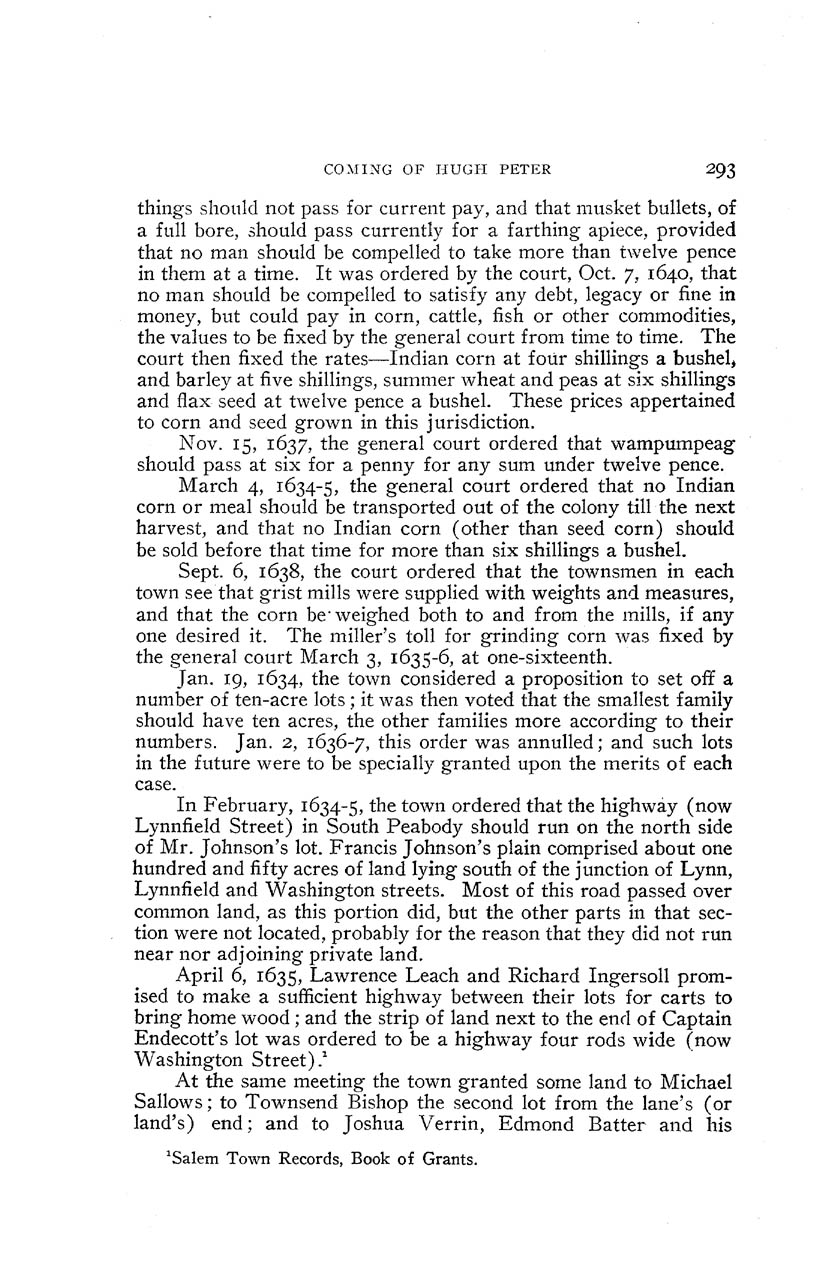 COMING OF HUGH PETER 293
things should not pass for current pay, and that musket bullets, of
a full bore, should pass currently for a farthing apiece, provided
that no man should be compelled to take more than twelve pence
in them at a time. It was ordered by the court, Oct. 7, 1640, that
no man should be compelled to satisfy any debt, legacy or fine in
money, but could pay in corn, cattle, fish or other commodities,
the values to be fixed by the general court from time to time. The
court then fixed the rates—Indian corn at four shillings a bushel,
and barley at five shillings, summer wheat and peas at six shillings
and flax seed at twelve pence a bushel. These prices appertained
to corn and seed grown in this jurisdiction.
Nov. 15, 1637, the general court ordered that wampumpeag
should pass at six for a penny for any sum under twelve pence.
March 4, 1634-5, the general court ordered that no Indian
corn or meal should be transported out of the colony till the next
harvest, and that no Indian corn (other than seed corn) should
be sold before that time for more than six shillings a bushel.
Sept. 6, 1638, the court ordered that the townsmen in each
town see that grist mills were supplied with weights and measures,
and that the corn be weighed both to and from the mills, if any
one desired it. The miller's toll for grinding corn was fixed by
the general court March 3, 1635-6, at one-sixteenth.
Jan. 19, 1634, the town considered a proposition to set off a
number of ten-acre lots; it was then voted that the smallest family
should have ten acres, the other families more according to their
numbers. Jan. 2, 1636-7, this order was annulled; and such lots
in the future were to be specially granted upon the merits of each
case.
In February, 1634-5, the town ordered that the highway (now
Lynnfield Street) in South Peabody should run on the north side
of Mr. Johnson's lot. Francis Johnson's plain comprised about one
hundred and fifty acres of land lying south of the junction of Lynn,
Lynnfield and Washington streets. Most of this road passed over
common land, as this portion did, but the other parts in that sec-
tion were not located, probably for the reason that they did not run
near nor adjoining private land.
April 6, 1635, Lawrence Leach and Richard Ingersoll prom-
ised to make a sufficient highway between their lots for carts to
bring home wood; and the strip of land next to the end of Captain
Endecott's lot was ordered to be a highway four rods wide (now
Washington Street).¹
At the same meeting the town granted some land to Michael
Sallows; to Townsend Bishop the second lot from the lane's (or
land's) end; and to Joshua Verrin, Edmond Batter and his
¹Salem Town Records, Book of Grants.